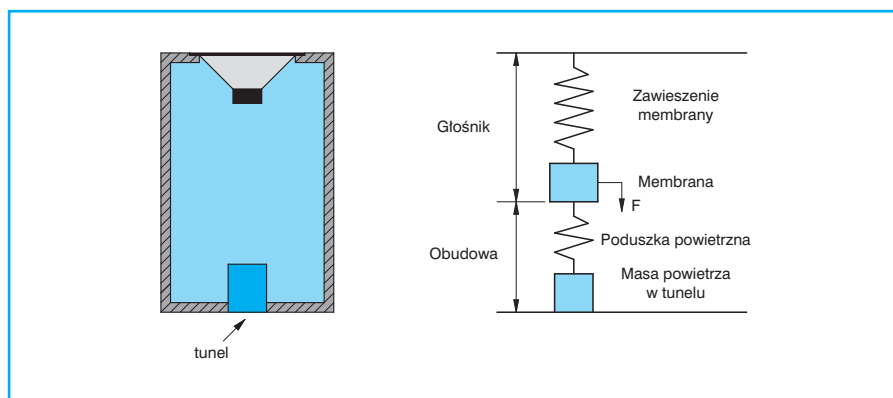 tunel
Głośnik
Obudowa
Zawieszenie
membrany
Membrana
F
Poduszka powietrzna
Masa powietrza
w tunelu